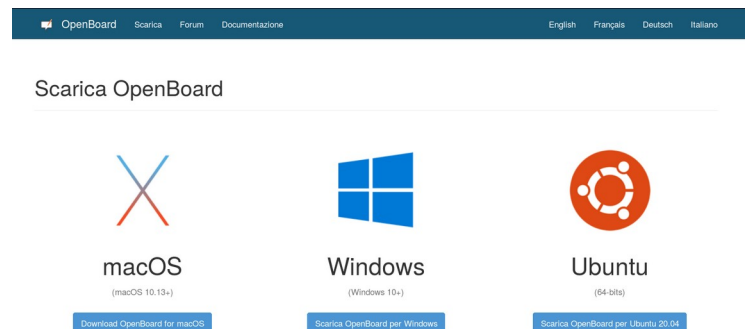 OpenBoard Scarica Forum Documentazione English Français Deutsch Italiano
Scarica OpenBoard
macOS Windows Ubuntu
(macOS 10.13+) (Windows 10+) (64-bits)
Download OpenBoard for macOS Scarica OpenBoard per Windows Scarica OpenBoard per Ubuntu 20.04